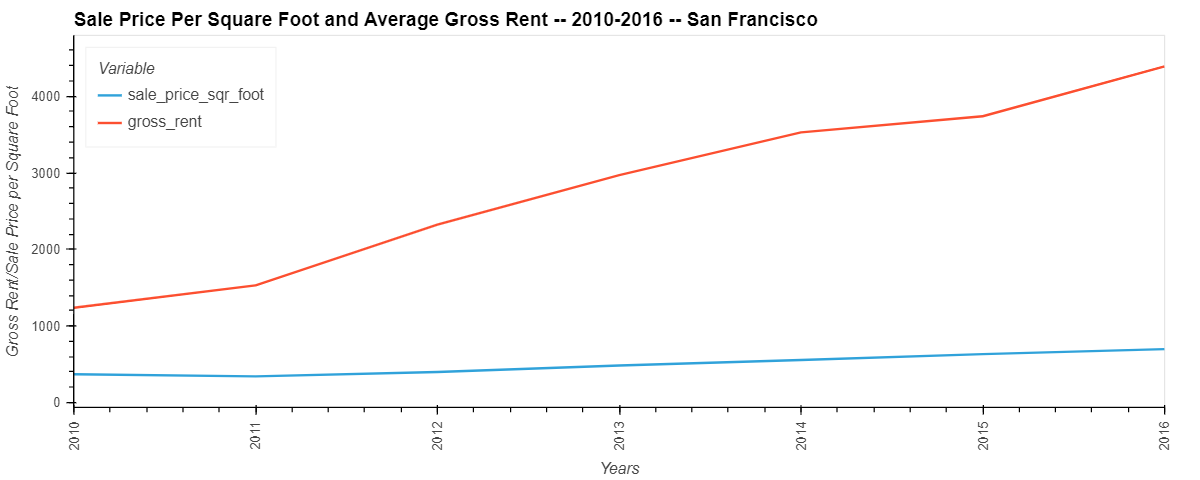 Sale Price Per Square Foot and Average Gross Rent -- 2010-2016 -- San Francisco
Variable
sale_price_sqr_foot
gross_rent
Gross Rent/Sale Price per Square Foot
4000
3000
2000
1000
0
2010
2011
2012
2013
2014
2015
2016
Years